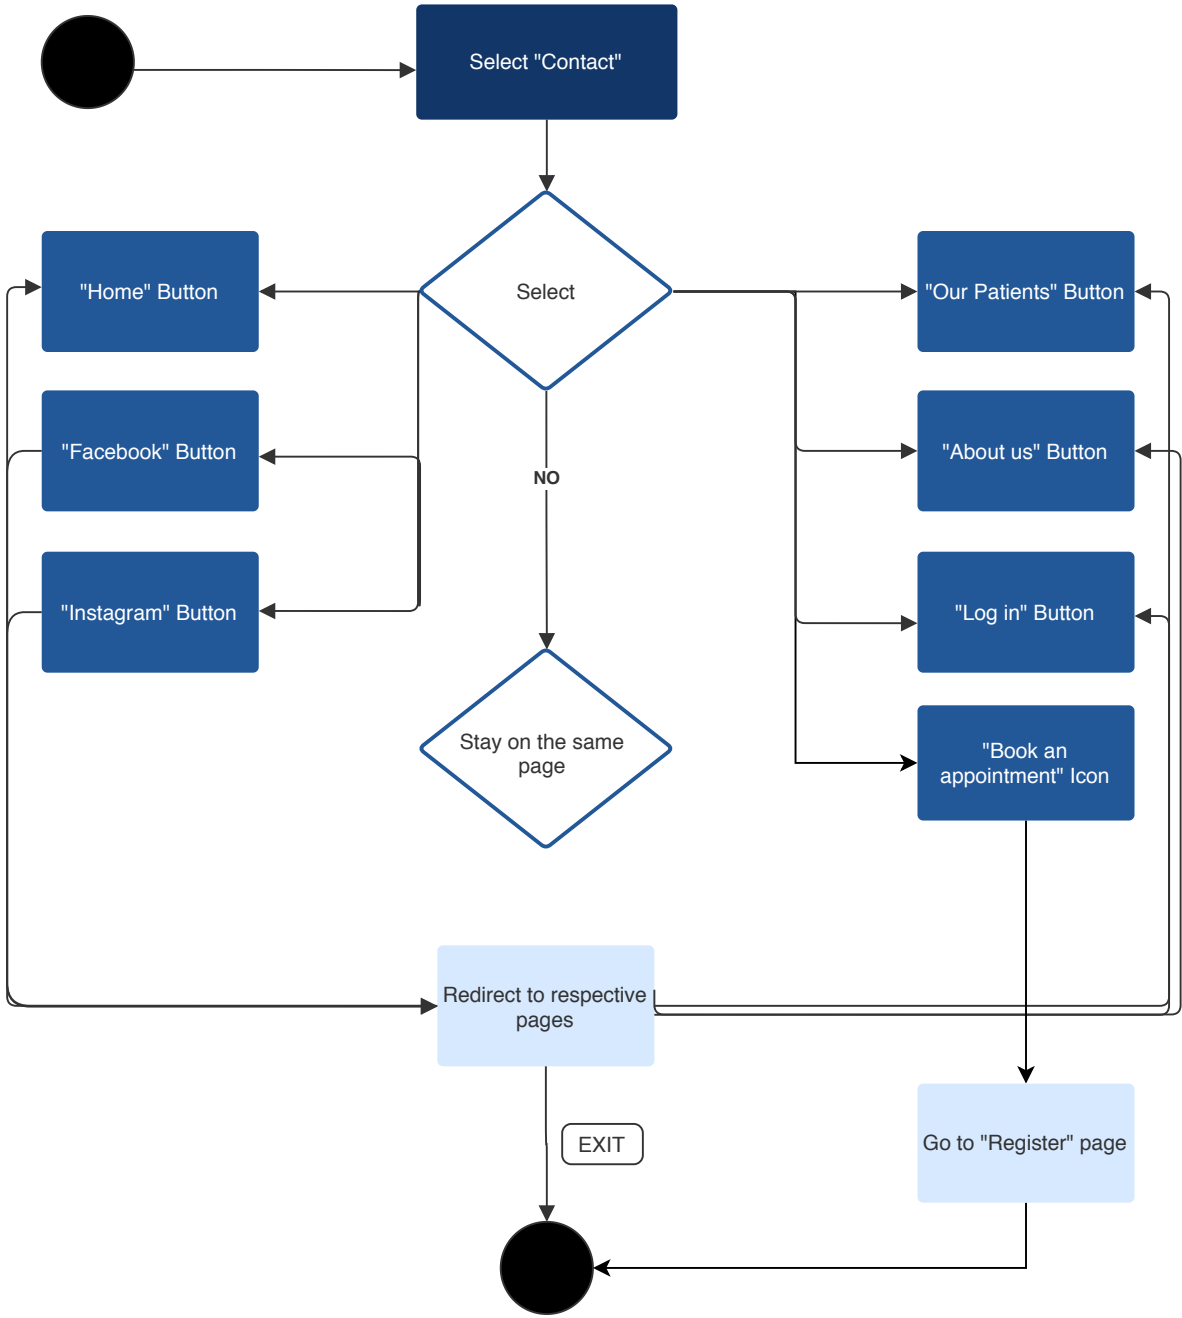 Select "Contact"
Select
"Home" Button
"Our Patients" Button
"Facebook" Button
"About us" Button
NO
"Instagram" Button
"Log in" Button
Stay on the same
page
"Book an
appointment" Icon
Redirect to respective
pages
EXIT
Go to "Register" page